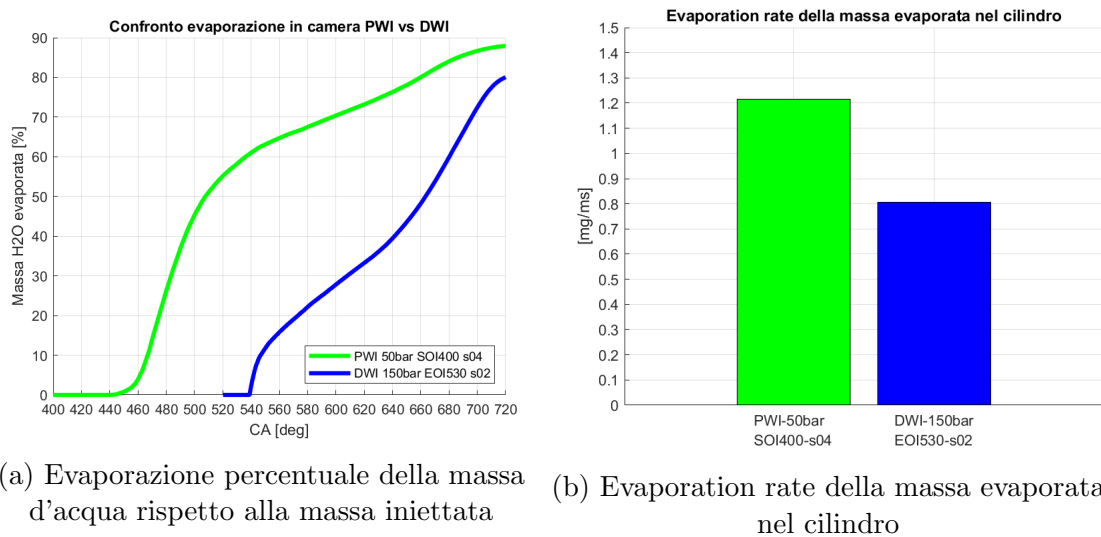 Confronto evaporazione in camera PWI vs DWI
Massa H2O evaporata [%]
90
80
70
60
50
40
30
20
10
0
PWI 50bar SOI400 s04
DWI 150bar EOI530 s02
400 420 440 460 480 500 520 540 560 580 600 620 640 660 680 700 720
CA [deg]
(a) Evaporazione percentuale della massa
d'acqua rispetto alla massa iniettata
Evaporation rate della massa evaporata nel cilindro
[mg/ms]
1.5
1.4
1.3
1.2
1.1
1
0.9
0.8
0.7
0.6
0.5
0.4
0.3
0.2
0.1
0
PWI-50bar DWI-150bar
SOI400-s04 EOI530-s02
(b) Evaporation rate della massa evaporata
nel cilindro